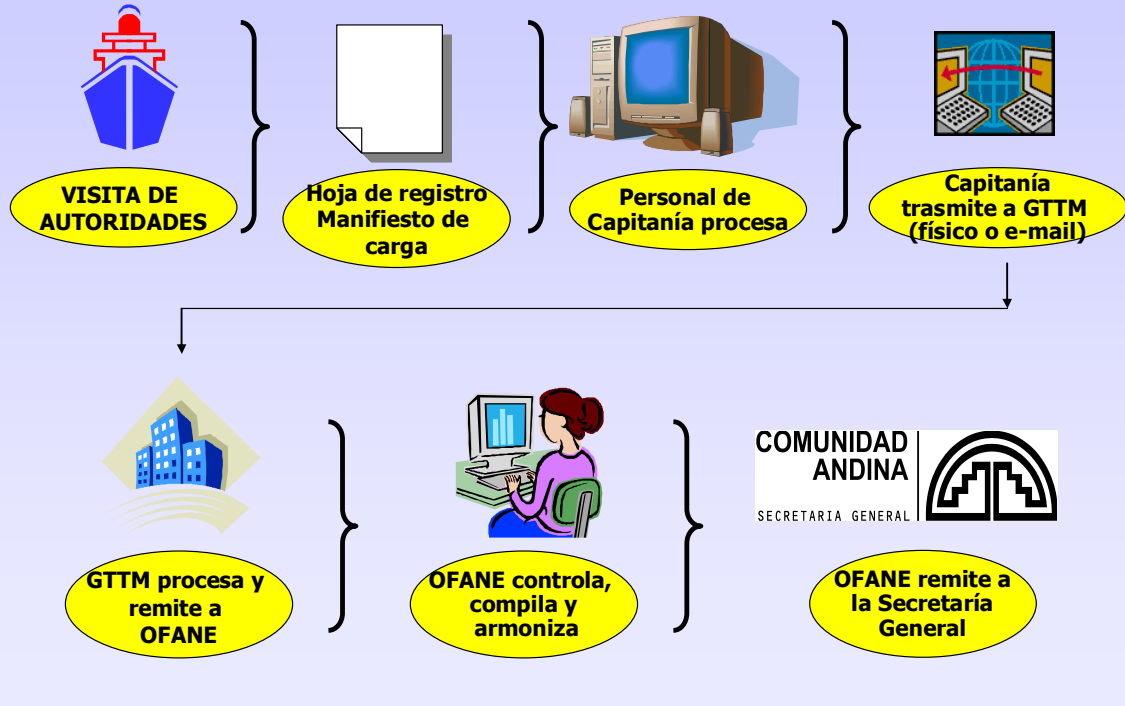 VISITA DE
AUTORIDADES
Hoja de registro
Manifiesto de
carga
Personal de
Capitanía procesa
Capitanía
trasmite a GTTM
(físico o e-mail)
GTTM procesa y
remite a
OFANE
OFANE controla,
compila y
armoniza
COMUNIDAD
ANDINA
SECRETARIA GENERAL
OFANE remite a
la Secretaría
General